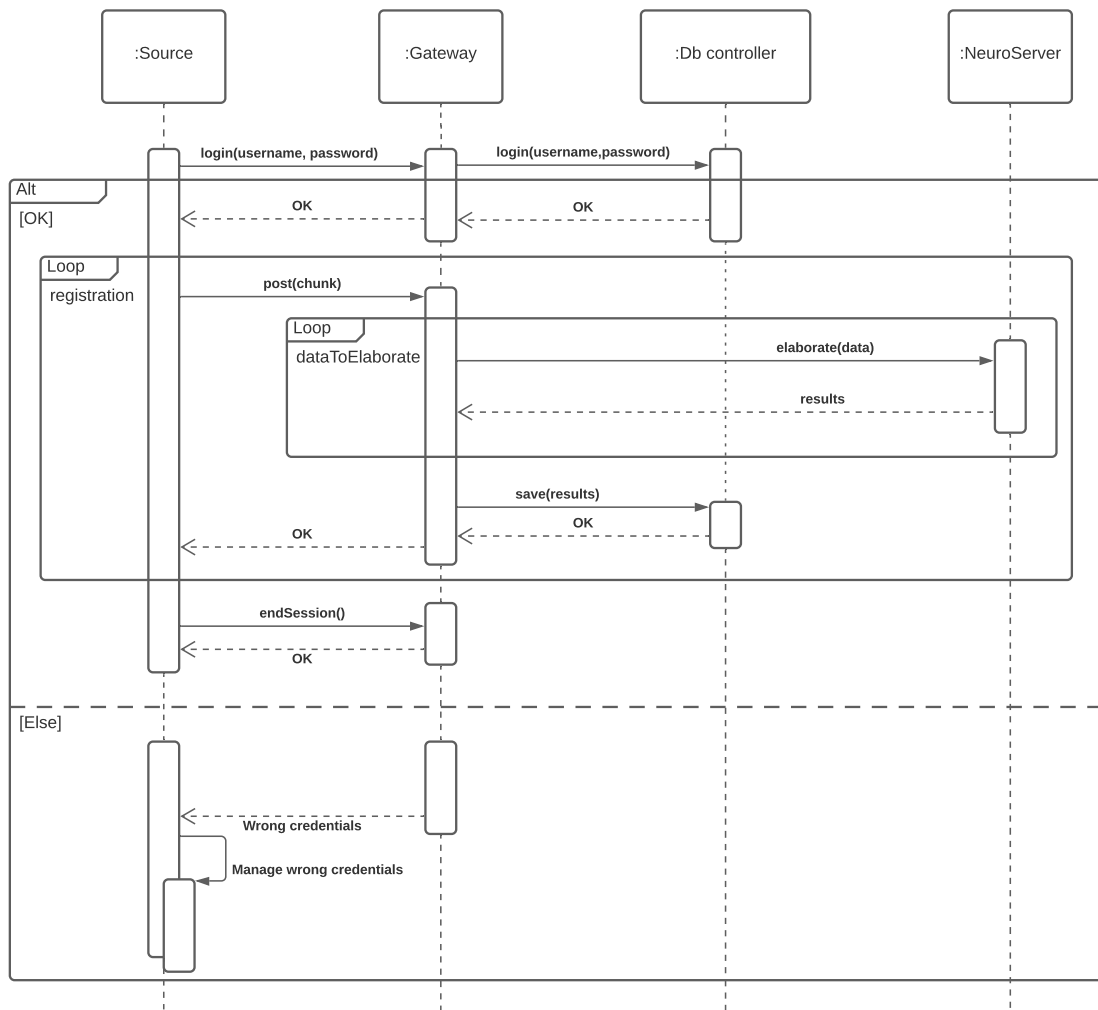 :Source
:Gateway
:Db controller
:NeuroServer
login(username, password)
login(username,password)
Alt
[OK]
OK
OK
Loop
registration
post(chunk)
Loop
dataToElaborate
elaborate(data)
results
save(results)
OK
OK
endSession()
OK
[Else]
Wrong credentials
Manage wrong credentials